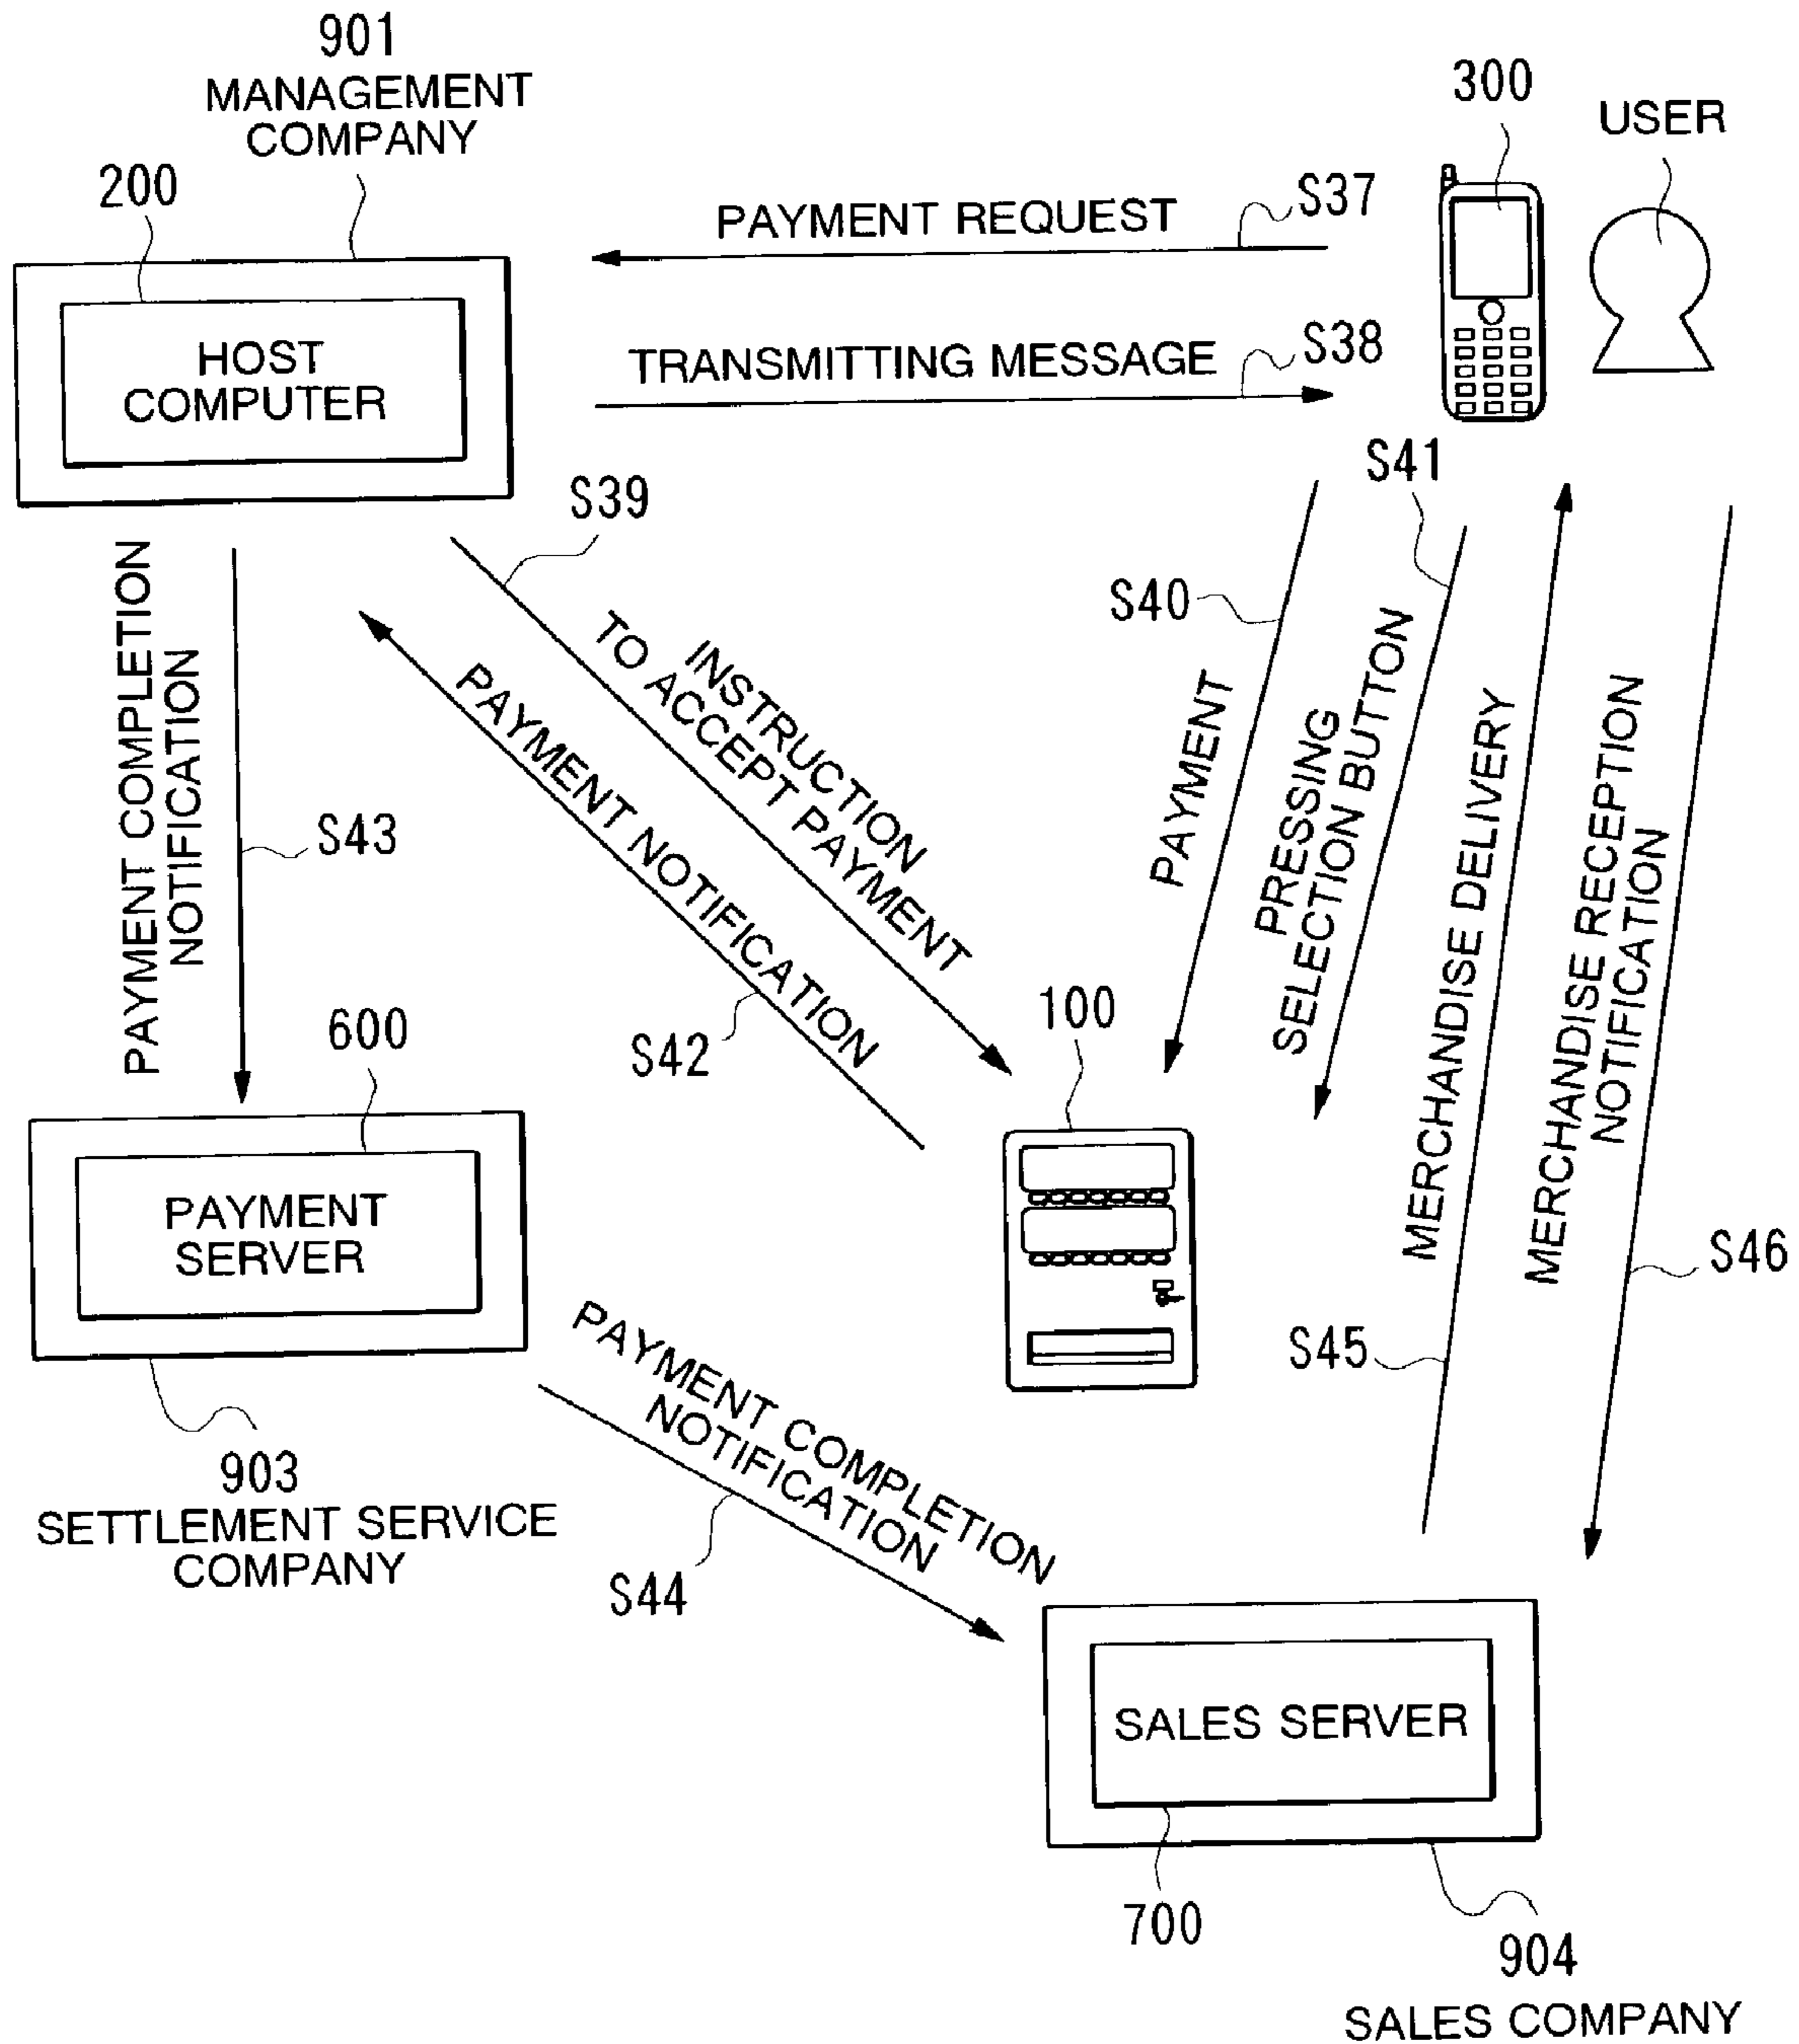 901
MANAGEMENT
COMPANY
200
HOST
COMPUTER
300
USER
PAYMENT REQUEST
S37
TRANSMITTING MESSAGE
S38
S39
INSTRUCTION
TO ACCEPT PAYMENT
PAYMENT NOTIFICATION
S42
S40
PAYMENT
S41
PRESSING
SELECTION BUTTON
MERCHANDISE DELIVERY
S45
MERCHANDISE RECEPTION
NOTIFICATION
S46
PAYMENT COMPLETION
NOTIFICATION
S43
100
600
PAYMENT
SERVER
903
SETTLEMENT SERVICE
COMPANY
PAYMENT COMPLETION
NOTIFICATION
S44
SALES SERVER
700
904
SALES COMPANY